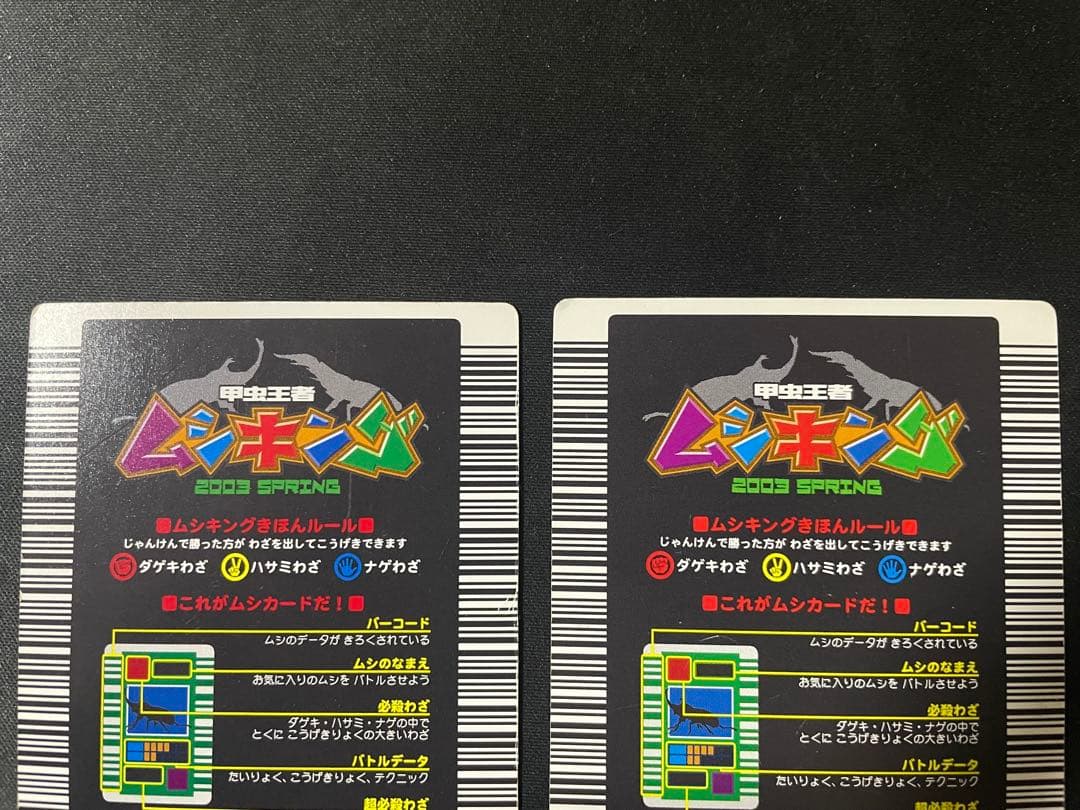 甲虫王者
ムシキング
2003 SPRING
ムシキングきほんルール
じゃんけんで勝った方が わざを出してこうげきできます
ダゲキわざ ハサミわざ ナゲわざ
これがムシカードだ！
バーコード
ムシのデータが きろくされている
ムシのなまえ
お気に入りのムシを バトルさせよう
必殺わざ
ダゲキ・ハサミ・ナゲの中で
とくに こうげきりょくの大きいわざ
バトルデータ
たいりょく、こうげきりょく、テクニック
超必殺わざ
甲虫王者
ムシキング
2003 SPRING
ムシキングきほんルール
じゃんけんで勝った方が わざを出してこうげきできます
ダゲキわざ ハサミわざ ナゲわざ
これがムシカードだ！
バーコード
ムシのデータが きろくされている
ムシのなまえ
お気に入りのムシを バトルさせよう
必殺わざ
ダゲキ・ハサミ・ナゲの中で
とくに こうげきりょくの大きいわざ
バトルデータ
たいりょく、こうげきりょく、テクニック
超必殺わざ